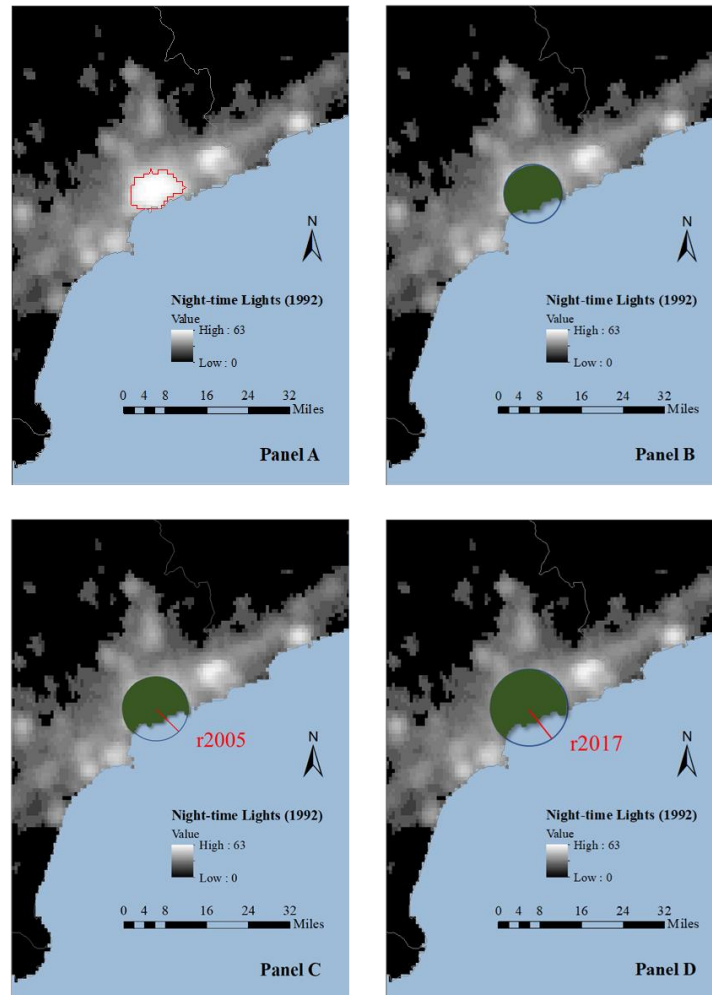 N
Night-time Lights (1992)
Value
High : 63
Low : 0
0 4 8 16 24 32
Miles
Panel A
N
Night-time Lights (1992)
Value
High : 63
Low : 0
0 4 8 16 24 32
Miles
Panel B
r2005
N
Night-time Lights (1992)
Value
High : 63
Low : 0
0 4 8 16 24 32
Miles
Panel C
r2017
N
Night-time Lights (1992)
Value
High : 63
Low : 0
0 4 8 16 24 32
Miles
Panel D